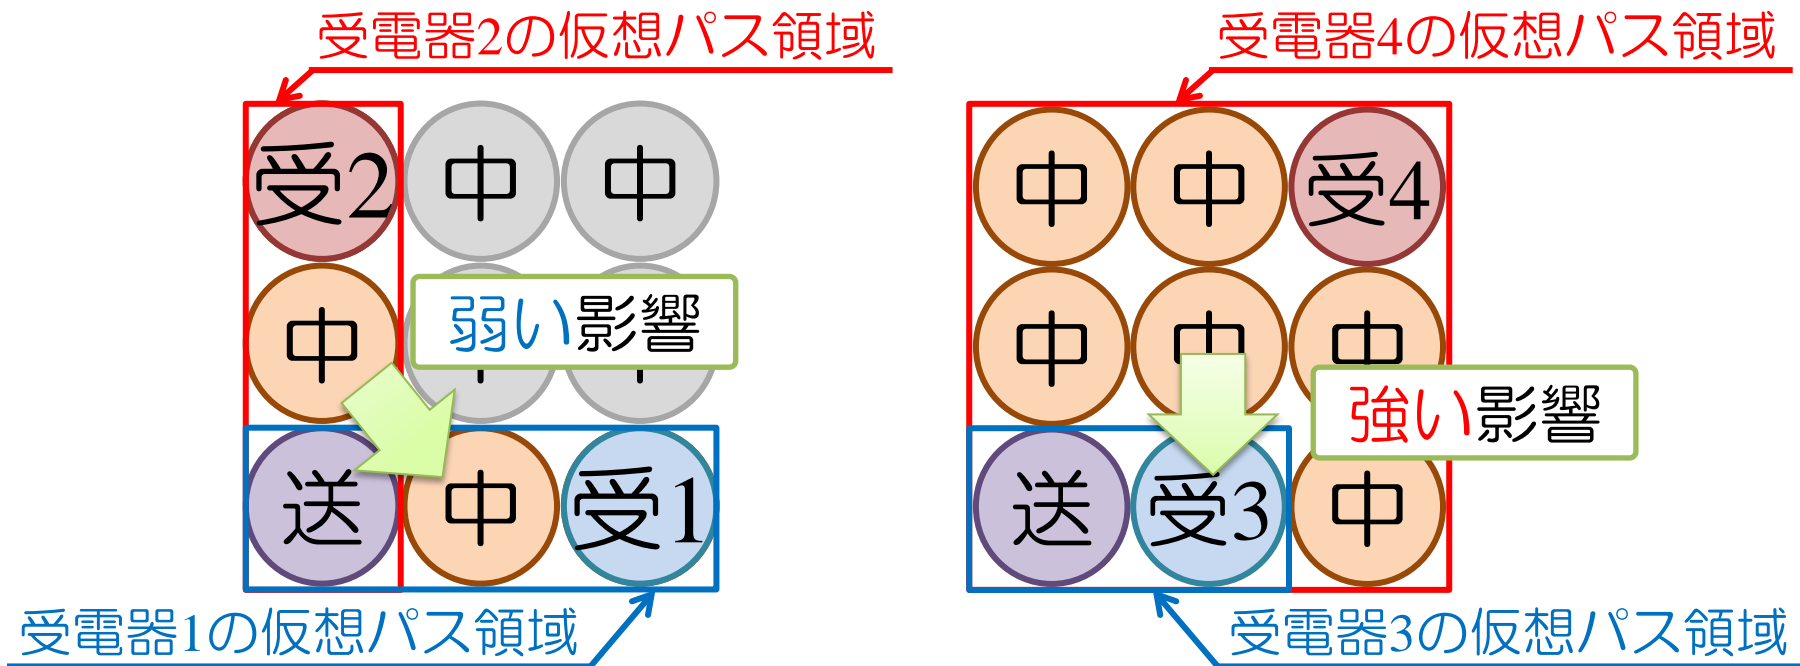 受電器2の仮想パス領域
受2 中 中
中
弱い影響
送 中 受1
受電器1の仮想パス領域
受電器4の仮想パス領域
中 中 受4
中 中 中
強い影響
送 受3 中
受電器3の仮想パス領域